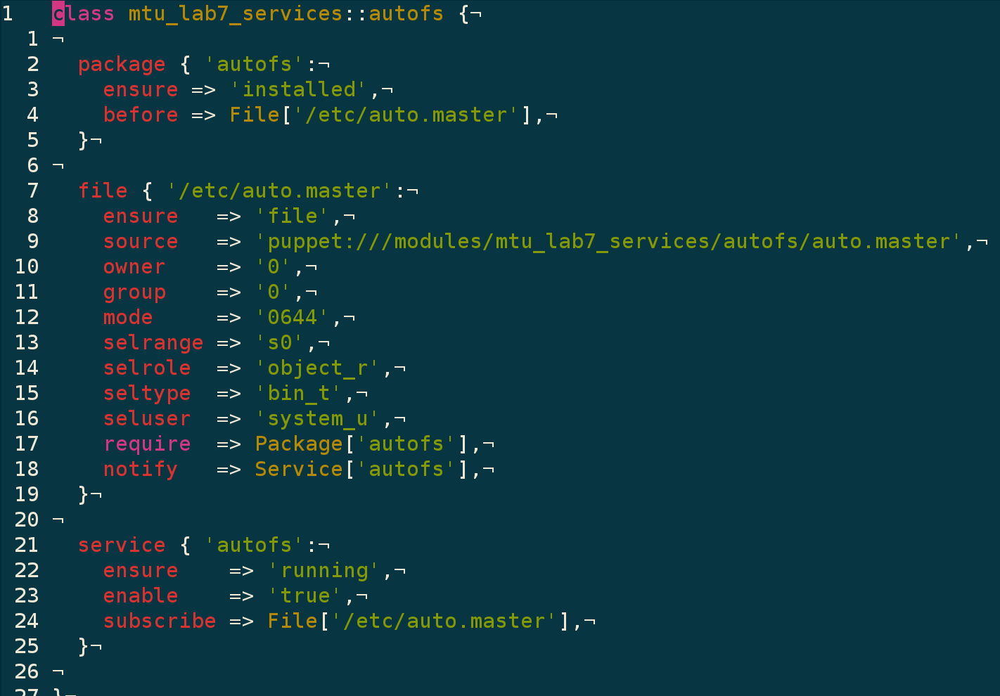 1   class mtu_lab7_services::autofs {¬
  1 ¬
  2   package { 'autofs':¬
  3     ensure => 'installed',¬
  4     before => File['/etc/auto.master'],¬
  5   }¬
  6 ¬
  7   file { '/etc/auto.master':¬
  8     ensure   => 'file',¬
  9     source   => 'puppet:///modules/mtu_lab7_services/autofs/auto.master',¬
 10     owner    => '0',¬
 11     group    => '0',¬
 12     mode     => '0644',¬
 13     selrange => 's0',¬
 14     selrole  => 'object_r',¬
 15     seltype  => 'bin_t',¬
 16     seluser  => 'system_u',¬
 17     require  => Package['autofs'],¬
 18     notify   => Service['autofs'],¬
 19   }¬
 20 ¬
 21   service { 'autofs':¬
 22     ensure    => 'running',¬
 23     enable    => 'true',¬
 24     subscribe => File['/etc/auto.master'],¬
 25   }¬
 26 ¬
 27 }¬